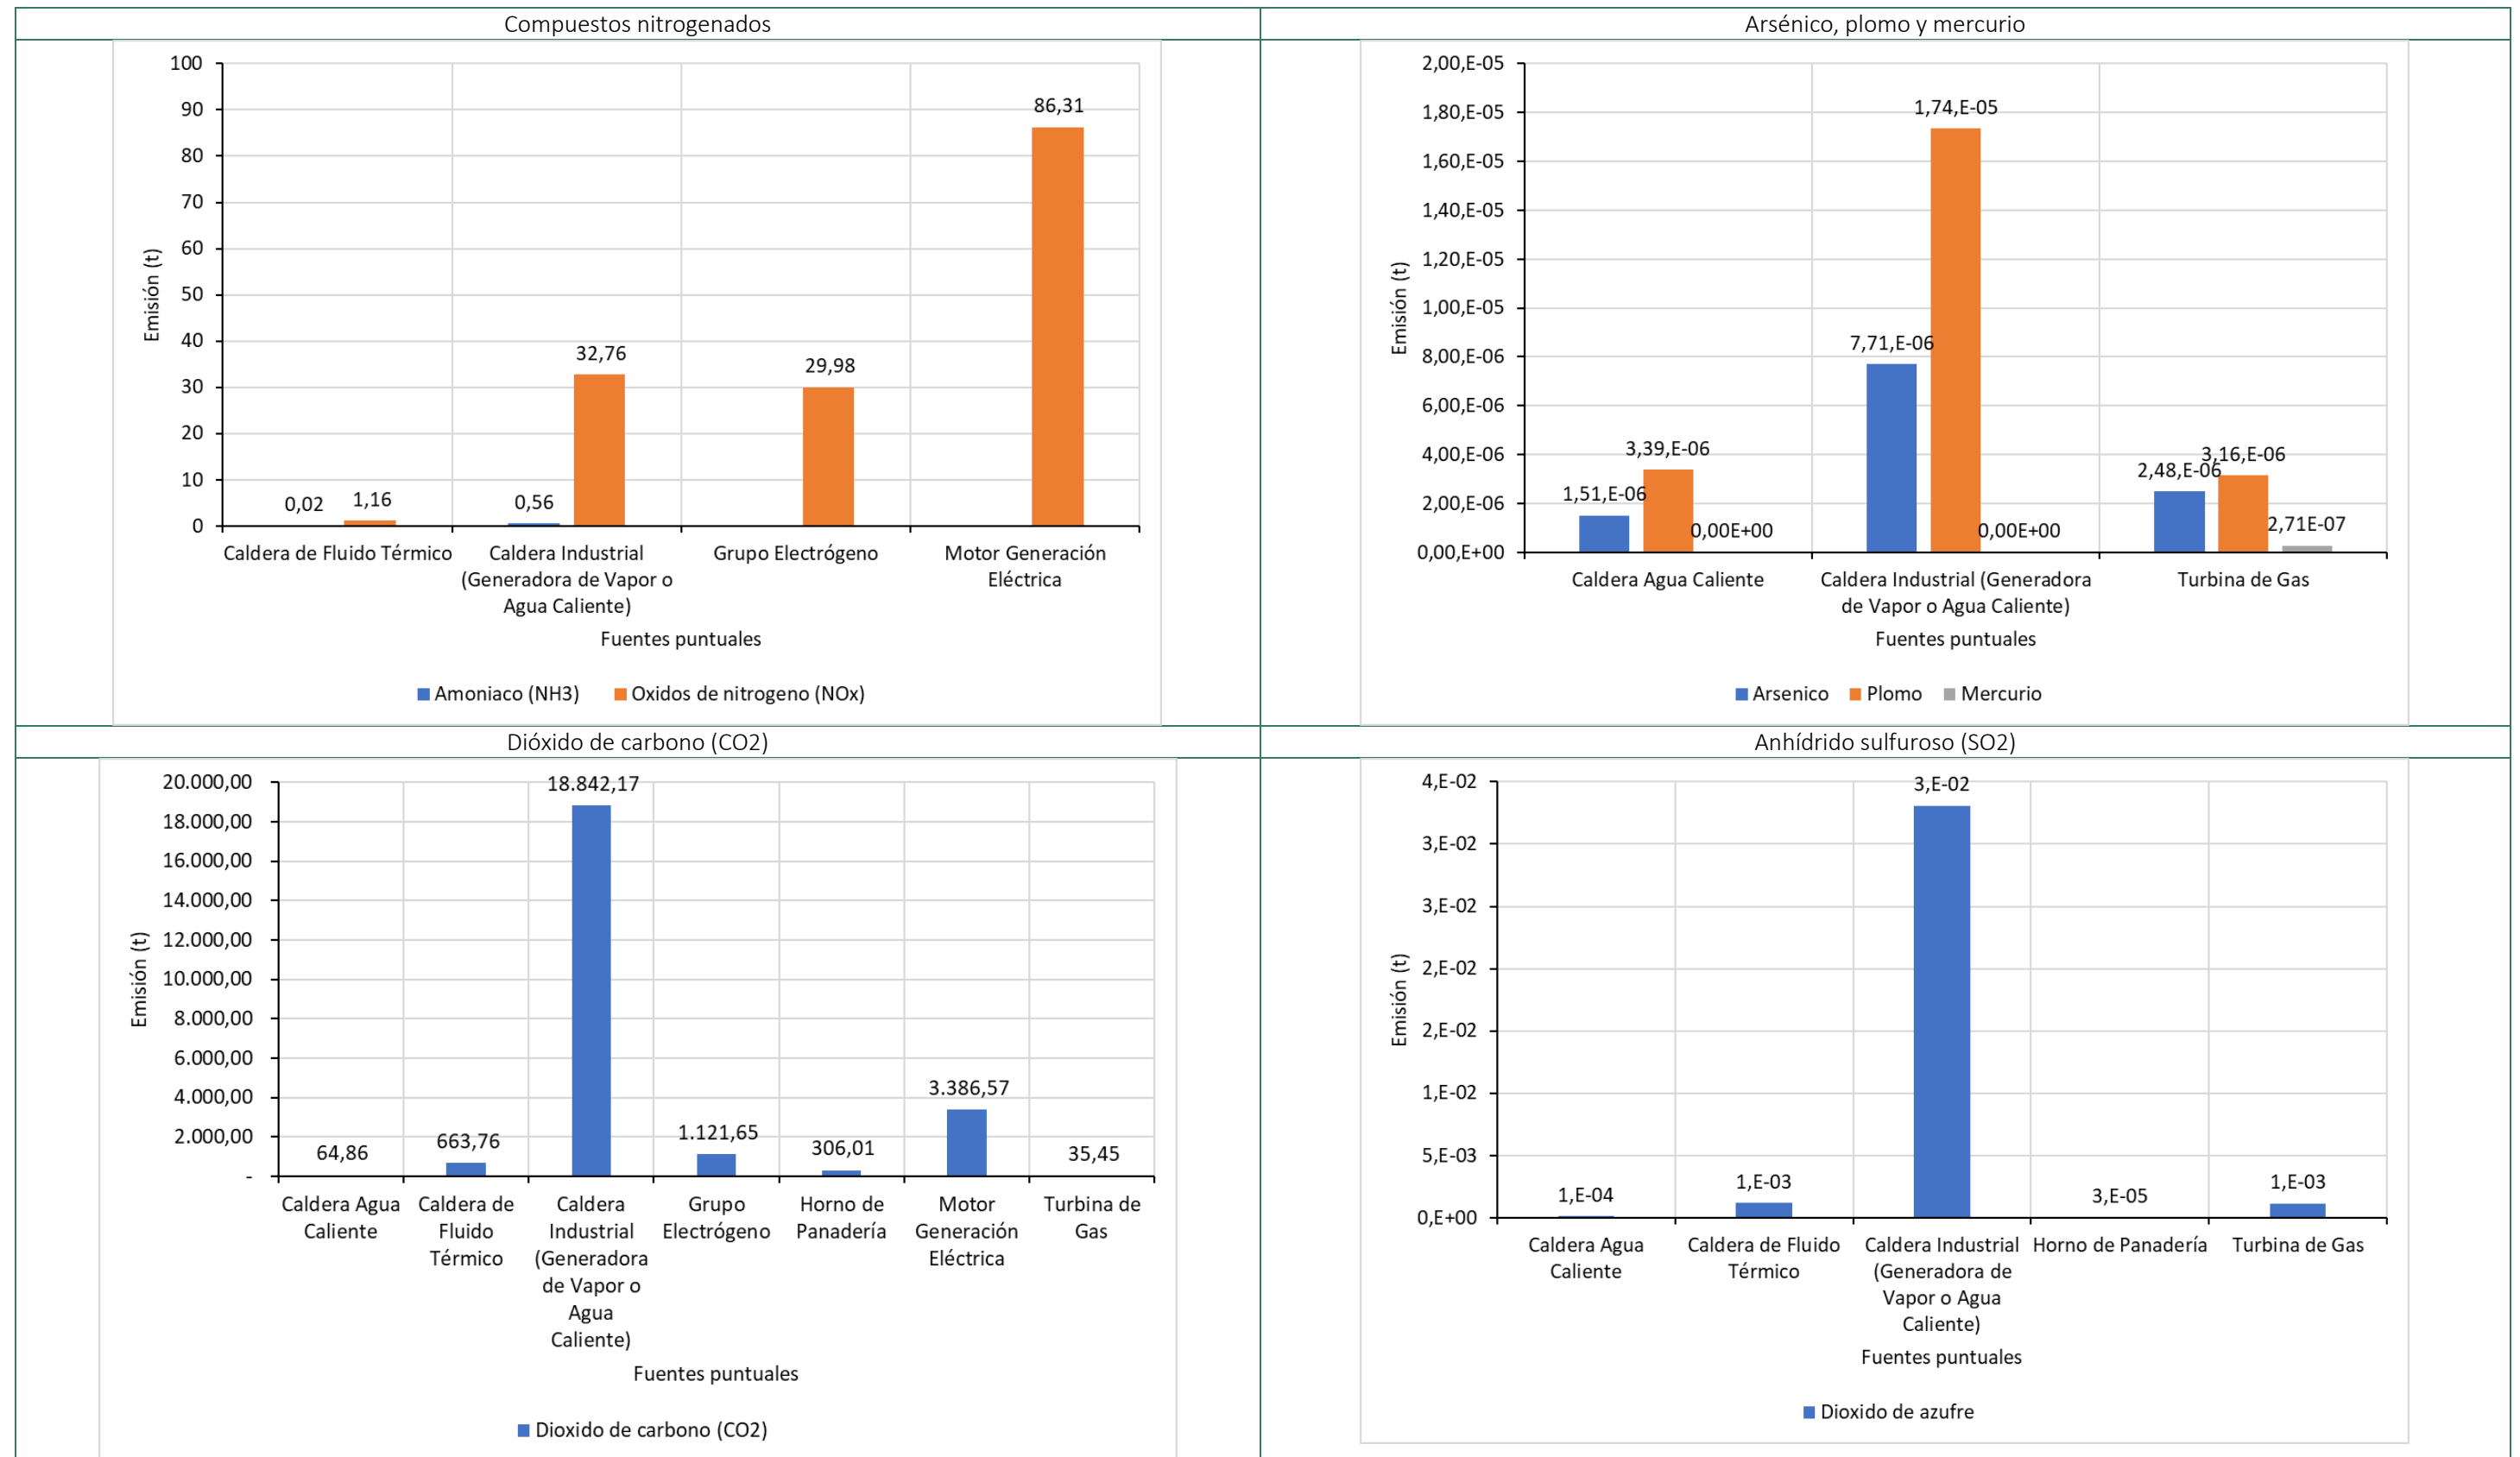 Compuestos nitrogenados
Emisión (t)
100
90
80
70
60
50
40
30
20
10
0
0,02
1,16
0,56
32,76
29,98
86,31
Caldera de Fluido Térmico
Caldera Industrial
(Generadora de Vapor o
Agua Caliente)
Grupo Electrógeno
Motor Generación
Eléctrica
Fuentes puntuales
Amoniaco (NH3)
Oxidos de nitrogeno (NOx)
Arsénico, plomo y mercurio
Emisión (t)
2,00,E-05
1,80,E-05
1,60,E-05
1,40,E-05
1,20,E-05
1,00,E-05
8,00,E-06
6,00,E-06
4,00,E-06
2,00,E-06
0,00,E+00
1,51,E-06
3,39,E-06
0,00E+00
7,71,E-06
1,74,E-05
0,00E+00
2,48,E-06
3,16,E-06
2,71E-07
Caldera Agua Caliente
Caldera Industrial (Generadora
de Vapor o Agua Caliente)
Turbina de Gas
Fuentes puntuales
Arsenico
Plomo
Mercurio
Dióxido de carbono (CO2)
Emisión (t)
20.000,00
18.000,00
16.000,00
14.000,00
12.000,00
10.000,00
8.000,00
6.000,00
4.000,00
2.000,00
-
64,86
663,76
18.842,17
1.121,65
306,01
3.386,57
35,45
Caldera Agua
Caliente
Caldera de
Fluido
Térmico
Caldera
Industrial
(Generadora
de Vapor o
Agua
Caliente)
Grupo
Electrógeno
Horno de
Panadería
Motor
Generación
Eléctrica
Turbina de
Gas
Fuentes puntuales
Dioxido de carbono (CO2)
Anhídrido sulfuroso (SO2)
Emisión (t)
4,E-02
3,E-02
3,E-02
2,E-02
2,E-02
1,E-02
5,E-03
0,E+00
1,E-04
1,E-03
3,E-02
3,E-05
1,E-03
Caldera Agua
Caliente
Caldera de Fluido
Térmico
Caldera Industrial
(Generadora de
Vapor o Agua
Caliente)
Horno de Panadería
Turbina de Gas
Fuentes puntuales
Dioxido de azufre